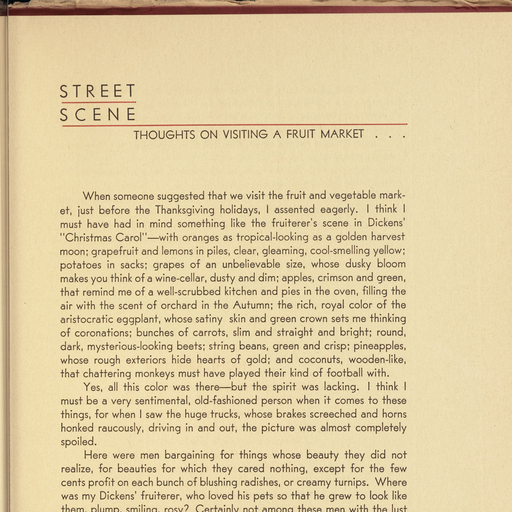 STREET
SCENE
THOUGHTS ON VISITING A FRUIT MARKET . . .
When someone suggested that we visit the fruit and vegetable mark-
et, just before the Thanksgiving holidays, I assented eagerly. I think I
must have had in mind something like the fruiterer's scene in Dickens'
"Christmas Carol"—with oranges as tropical-looking as a golden harvest
moon; grapefruit and lemons in piles, clear, gleaming, cool-smelling yellow;
potatoes in sacks; grapes of an unbelievable size, whose dusky bloom
makes you think of a wine-cellar, dusty and dim; apples, crimson and green,
that remind me of a well-scrubbed kitchen and pies in the oven, filling the
air with the scent of orchard in the Autumn; the rich, royal color of the
aristocratic eggplant, whose satiny skin and green crown sets me thinking
of coronations; bunches of carrots, slim and straight and bright; round,
dark, mysterious-looking beets; string beans, green and crisp; pineapples,
whose rough exteriors hide hearts of gold; and coconuts, wooden-like,
that chattering monkeys must have played their kind of football with.
Yes, all this color was there—but the spirit was lacking. I think I
must be a very sentimental, old-fashioned person when it comes to these
things, for when I saw the huge trucks, whose brakes screeched and horns
honked raucously, driving in and out, the picture was almost completely
spoiled.
Here were men bargaining for things whose beauty they did not
realize, for beauties for which they cared nothing, except for the few
cents profit on each bunch of blushing radishes, or creamy turnips. Where
was my Dickens' fruiterer, who loved his pets so that he grew to look like
them, plump, smiling, rosy? Certainly not among these men with the lust